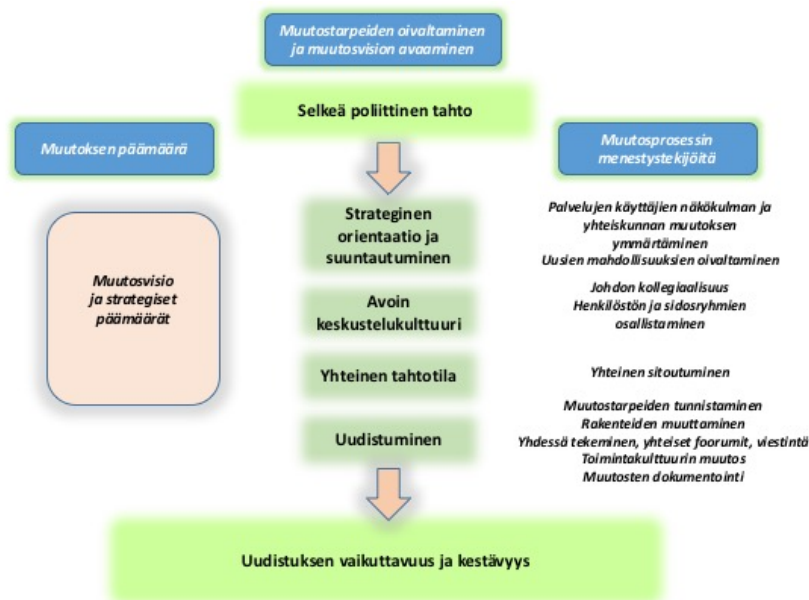 Muutostarpeiden oivaltaminen
ja muutosvision avaaminen
Selkeä poliittinen tahto
Muutoksen päämäärä
Muutosprosessin
menestystekijöitä
Muutosvisio
ja strategiset
päämäärät
Strateginen
orientaatio ja
suuntautuminen
Palvelujen käyttäjien näkökulman ja
yhteiskunnan muutoksen
ymmärtäminen
Uusien mahdollisuuksien oivaltaminen
Avoin
keskustelukulttuuri
Johdon kollegiaalisuus
Henkilöstön ja sidosryhmien
osallistaminen
Yhteinen tahtotila
Yhteinen sitoutuminen
Uudistuminen
Muutostarpeiden tunnistaminen
Rakenteiden muuttaminen
Yhdessä tekeminen, yhteiset foorumit, viestintä
Toimintakulttuurin muutos
Muutosten dokumentointi
Uudistuksen vaikuttavuus ja kestävyys